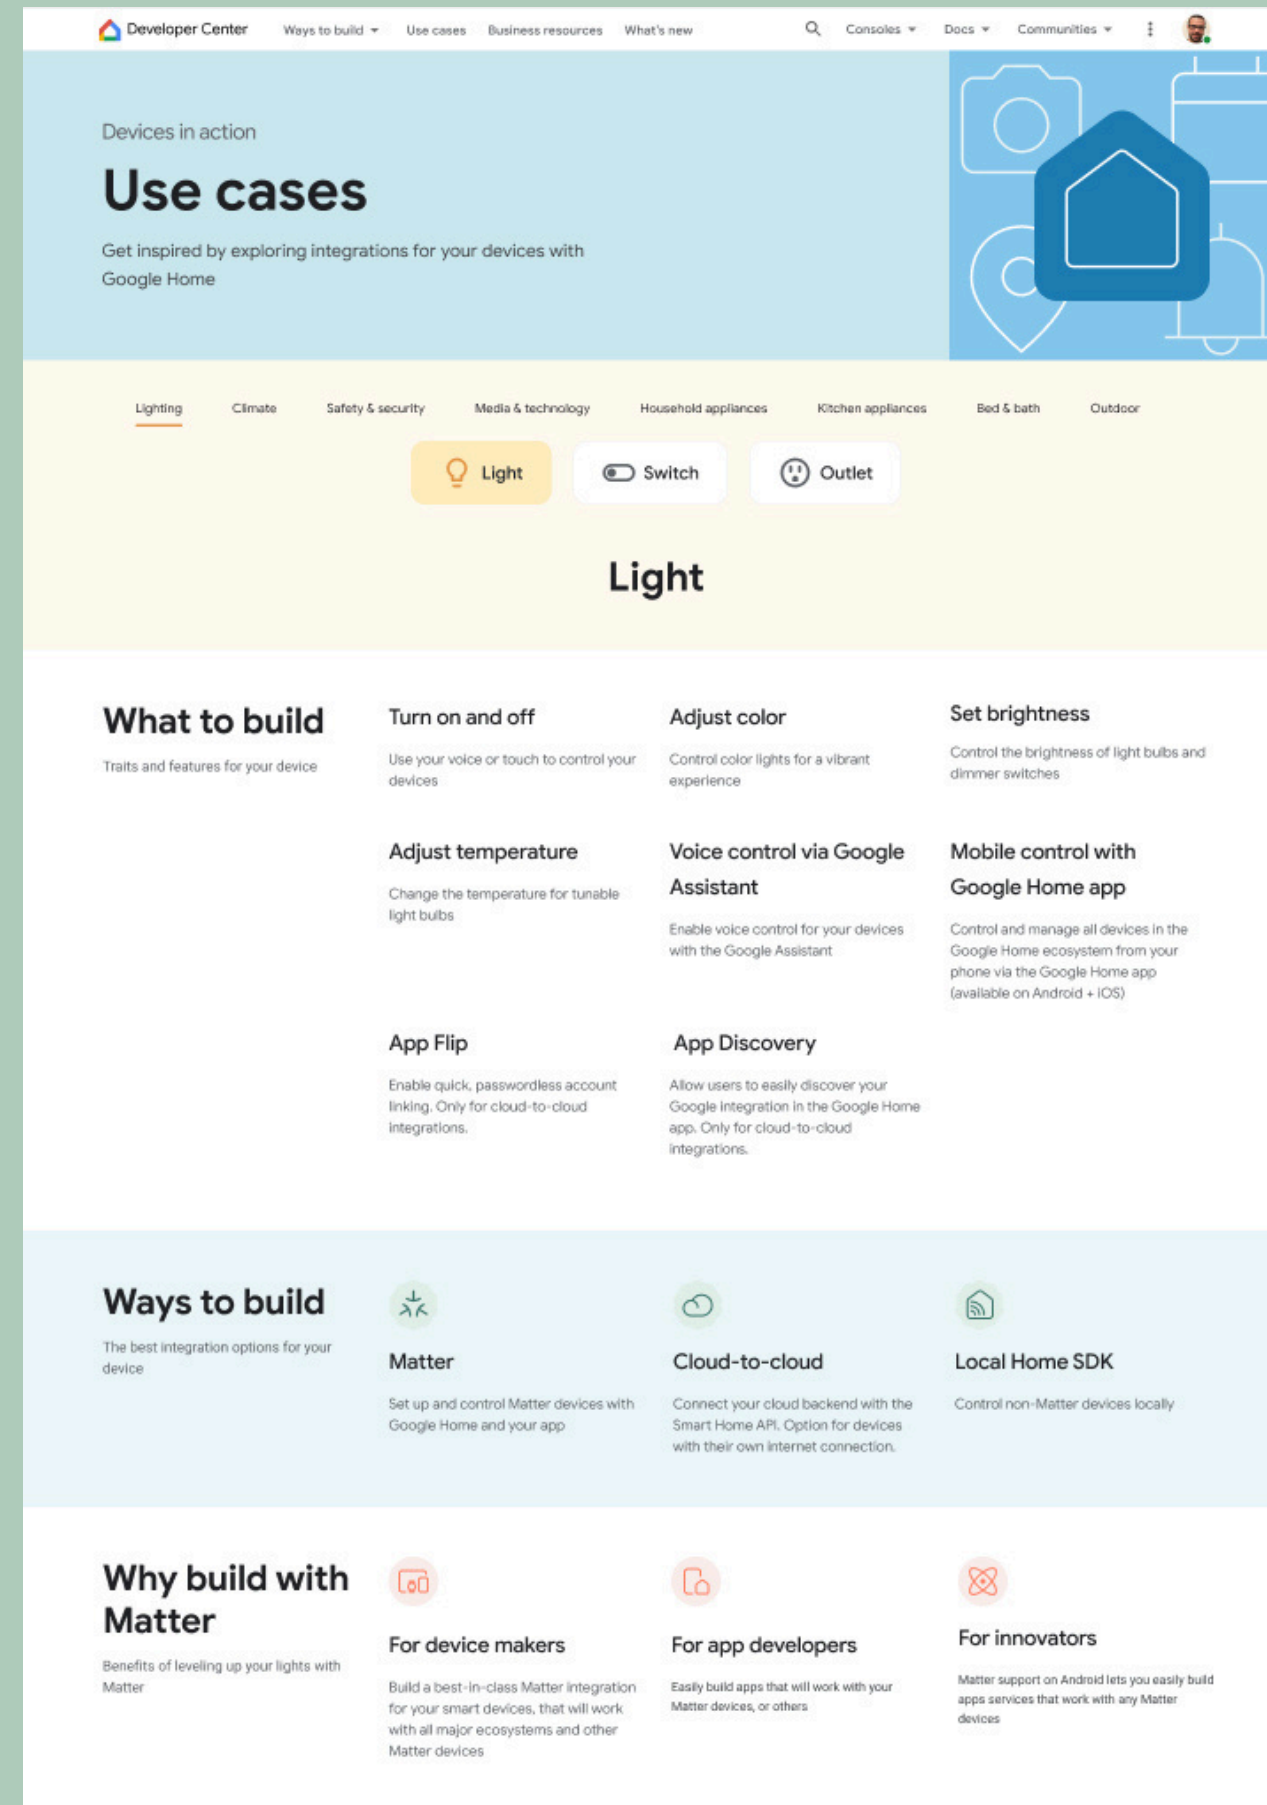 Developer Center Ways to build Use cases Business resources What's new Consoles Docs Communities
Devices in action
Use cases
Get inspired by exploring integrations for your devices with
Google Home
Lighting Climate Safety & security Media & technology Household appliances Kitchen appliances Bed & bath Outdoor
Light Switch Outlet
Light
What to build
Traits and features for your device
Turn on and off
Use your voice or touch to control your
devices
Adjust color
Control color lights for a vibrant
experience
Set brightness
Control the brightness of light bulbs and
dimmer switches
Adjust temperature
Change the temperature for tunable
light bulbs
Voice control via Google
Assistant
Enable voice control for your devices
with the Google Assistant
Mobile control with
Google Home app
Control and manage all devices in the
Google Home ecosystem from your
phone via the Google Home app
(available on Android + iOS)
App Flip
Enable quick, passwordless account
linking. Only for cloud-to-cloud
integrations.
App Discovery
Allow users to easily discover your
Google integration in the Google Home
app. Only for cloud-to-cloud
integrations.
Ways to build
The best integration options for your
device
Matter
Set up and control Matter devices with
Google Home and your app
Cloud-to-cloud
Connect your cloud backend with the
Smart Home API. Option for devices
with their own internet connection.
Local Home SDK
Control non-Matter devices locally
Why build with
Matter
Benefits of leveling up your lights with
Matter
For device makers
Build a best-in-class Matter integration
for your smart devices, that will work
with all major ecosystems and other
Matter devices
For app developers
Easily build apps that will work with your
Matter devices, or others
For innovators
Matter support on Android lets you easily build
apps services that work with any Matter
devices